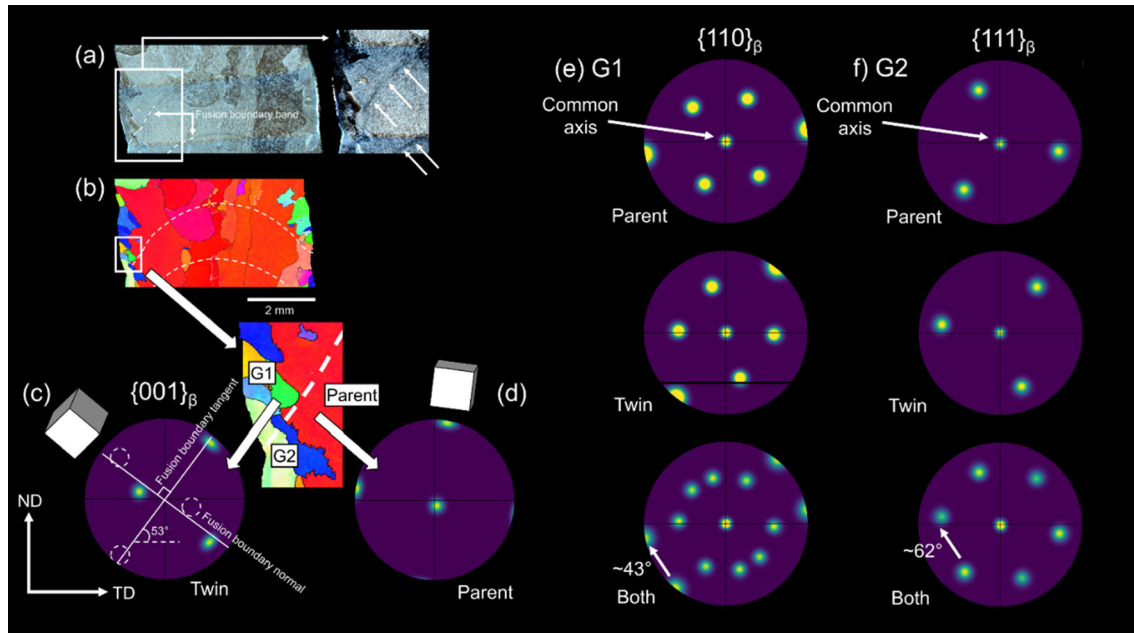 (a)
Fusion boundary band
(b)
2 mm
G1
Parent
G2
(c)
{001}β
Fusion boundary tangent
Fusion boundary normal
53°
ND
TD
Twin
(d)
Parent
{110}β
(e) G1
Common
axis
Parent
Twin
~43°
Both
{111}β
(f) G2
Common
axis
Parent
Twin
~62°
Both